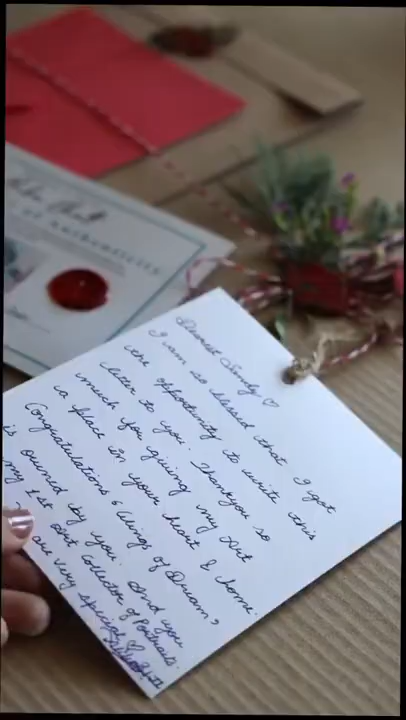 OF AUTHENTICITY
Dearest Sandy ♡
I am so blessed that I got
the opportunity to write this
letter to you. Thankyou so
much for giving my Art
a place in your heart & home.
Congratulations "Wings of Dream"
is owned by you. And you
my 1st Art Collector of Portraits.
are very special ♡